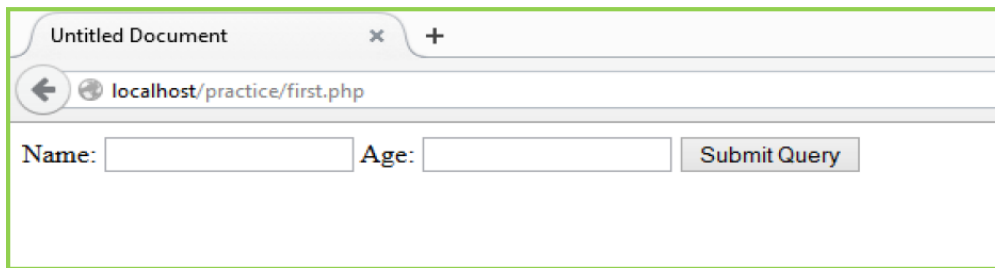 Untitled Document
localhost/practice/first.php
Name: Age: Submit Query